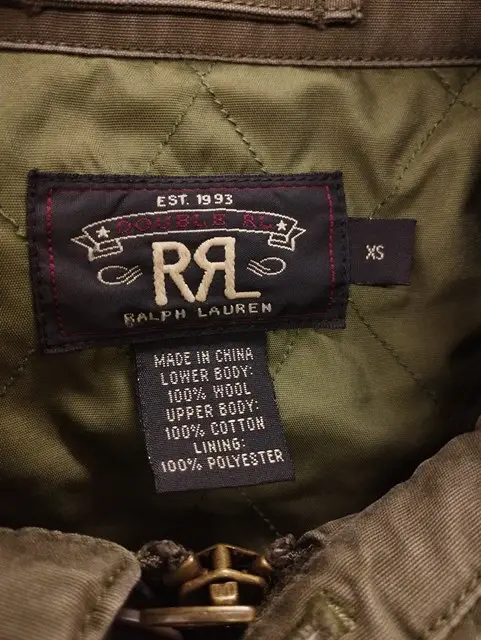 EST. 1993
DOUBLE RL
RRL
RALPH LAUREN
XS
MADE IN CHINA
LOWER BODY:
100% WOOL
UPPER BODY:
100% COTTON
LINING:
100% POLYESTER